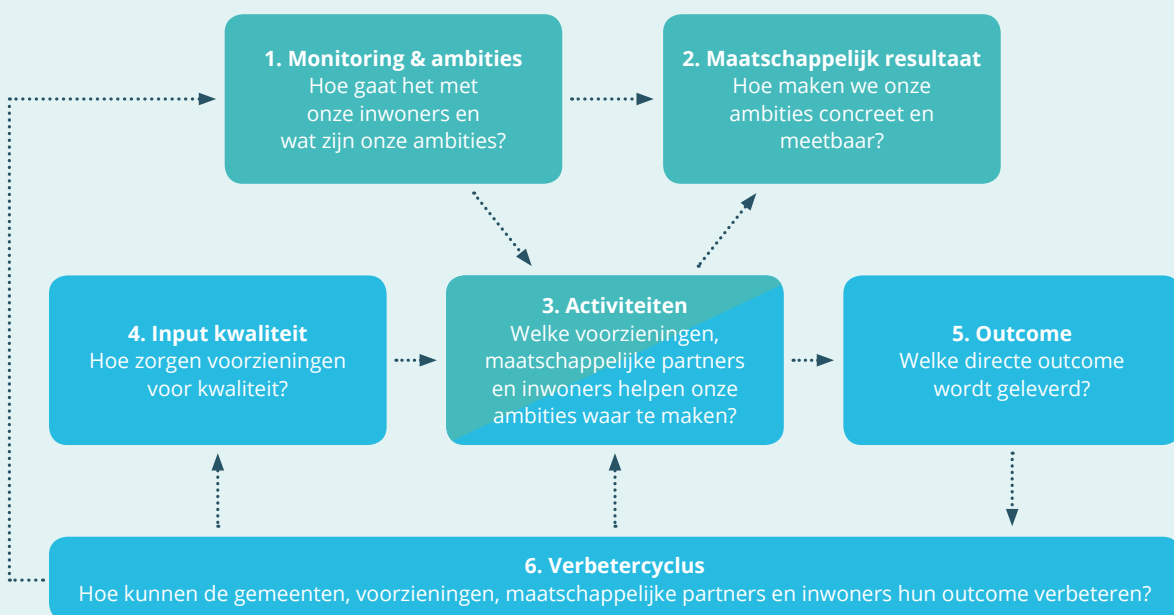 1. Monitoring & ambities
Hoe gaat het met
onze inwoners en
wat zijn onze ambities?
2. Maatschappelijk resultaat
Hoe maken we onze
ambities concreet en
meetbaar?
4. Input kwaliteit
Hoe zorgen voorzieningen
voor kwaliteit?
3. Activiteiten
Welke voorzieningen,
maatschappelijke partners
en inwoners helpen onze
ambities waar te maken?
5. Outcome
Welke directe outcome
wordt geleverd?
6. Verbetercyclus
Hoe kunnen de gemeenten, voorzieningen, maatschappelijke partners en inwoners hun outcome verbeteren?